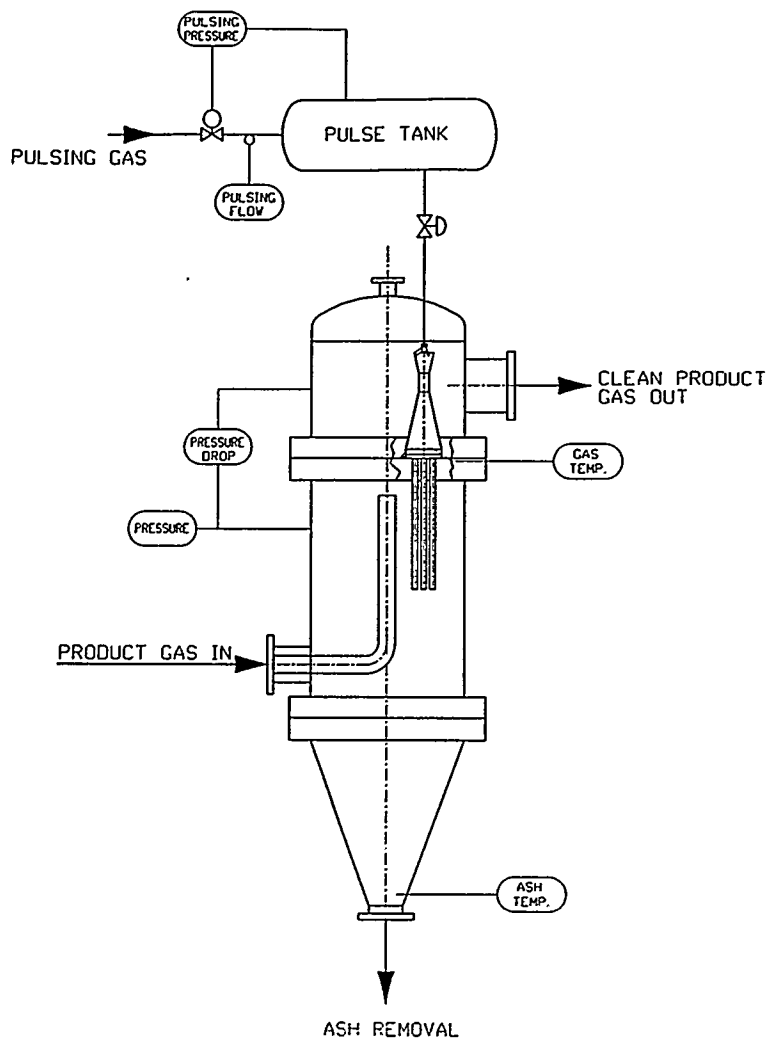 PULSING
PRESSURE
PULSE TANK
PULSING GAS
PULSING
FLOW
CLEAN PRODUCT
GAS OUT
PRESSURE
DROP
GAS
TEMP.
PRESSURE
PRODUCT GAS IN
ASH
TEMP.
ASH REMOVAL